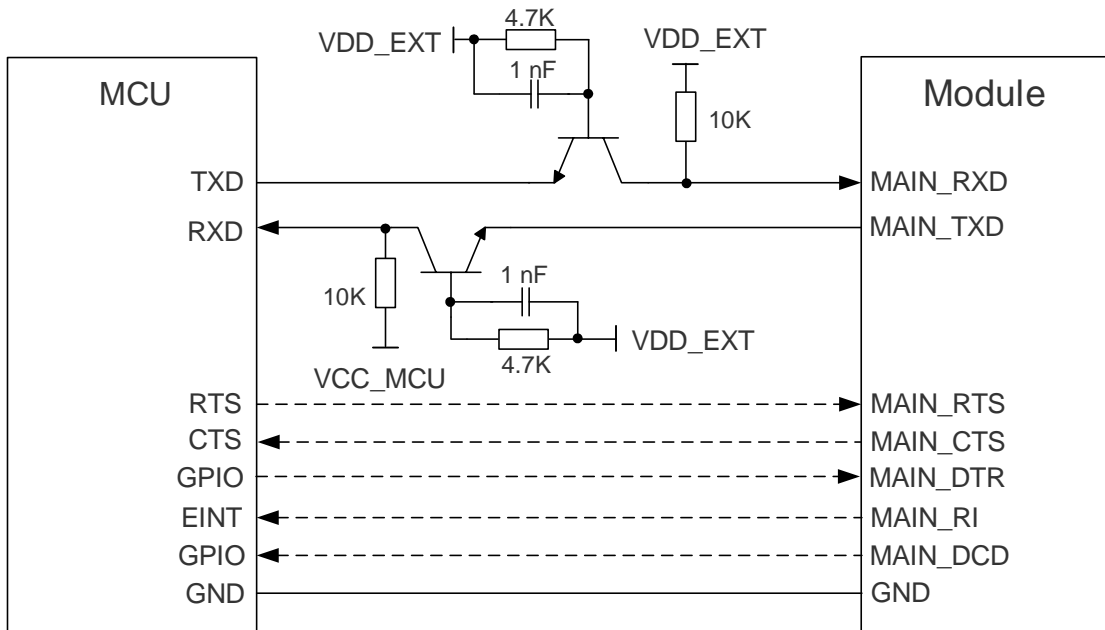 4.7K
VDD_EXT
VDD_EXT
1 nF
MCU
Module
10K
TXD
MAIN_RXD
RXD
MAIN_TXD
1 nF
10K
VDD_EXT
4.7K
VCC_MCU
RTS
MAIN_RTS
CTS
MAIN_CTS
GPIO
MAIN_DTR
EINT
MAIN_RI
GPIO
MAIN_DCD
GND
GND